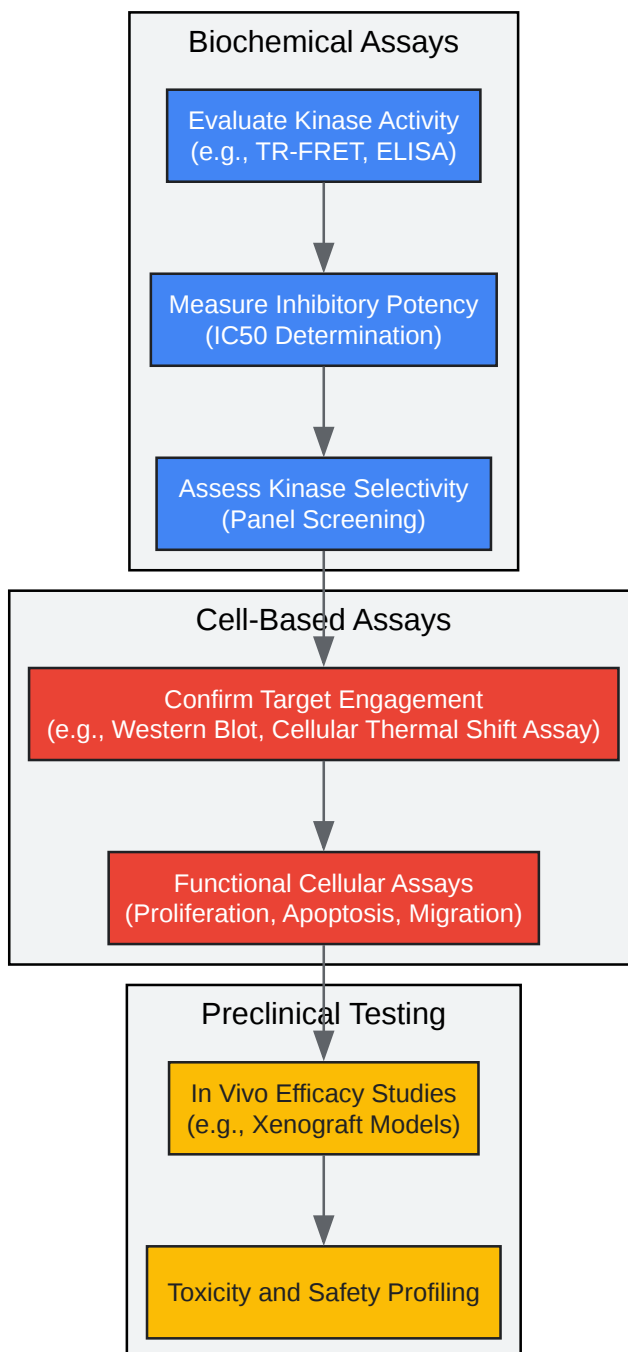 Biochemical Assays
Evaluate Kinase Activity
(e.g., TR-FRET, ELISA)
Measure Inhibitory Potency
(IC50 Determination)
Assess Kinase Selectivity
(Panel Screening)
Cell-Based Assays
Confirm Target Engagement
(e.g., Western Blot, Cellular Thermal Shift Assay)
Functional Cellular Assays
(Proliferation, Apoptosis, Migration)
Preclinical Testing
In Vivo Efficacy Studies
(e.g., Xenograft Models)
Toxicity and Safety Profiling